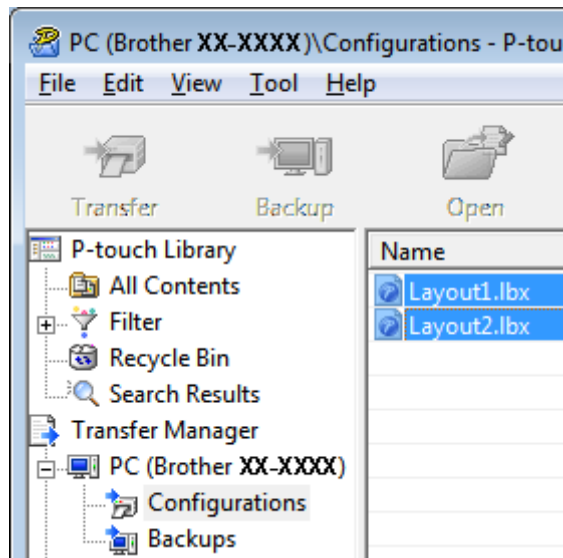 PC (Brother XX-XXXX)\Configurations - P-tou
File Edit View Tool Help
Transfer Backup Open
P-touch Library
All Contents
Filter
Recycle Bin
Search Results
Transfer Manager
PC (Brother XX-XXXX)
Configurations
Backups
Name
Layout1.lbx
Layout2.lbx